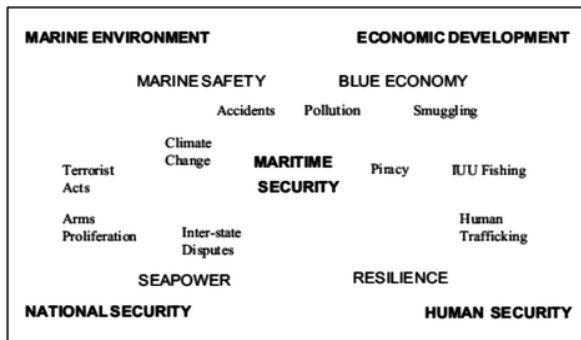 MARINE ENVIRONMENT ECONOMIC DEVELOPMENT
MARINE SAFETY BLUE ECONOMY
Accidents Pollution Smuggling
Climate
Change
MARITIME
SECURITY
Piracy
IUU Fishing
Terrorist
Acts
Arms
Proliferation
Inter-state
Disputes
Human
Trafficking
SEAPOWER RESILIENCE
NATIONAL SECURITY HUMAN SECURITY